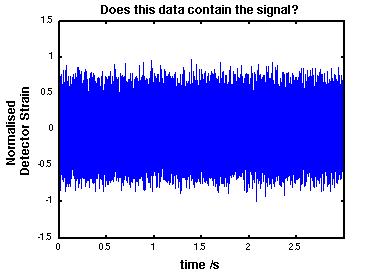 Does this data contain the signal?
1.5
1
0.5
0
-0.5
-1
-1.5
Normalised
Detector Strain
0 0.5 1 1.5 2 2.5
time /s